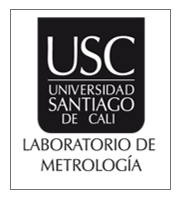 USC
UNIVERSIDAD
SANTIAGO
DE CALI
LABORATORIO DE
METROLOGÍA